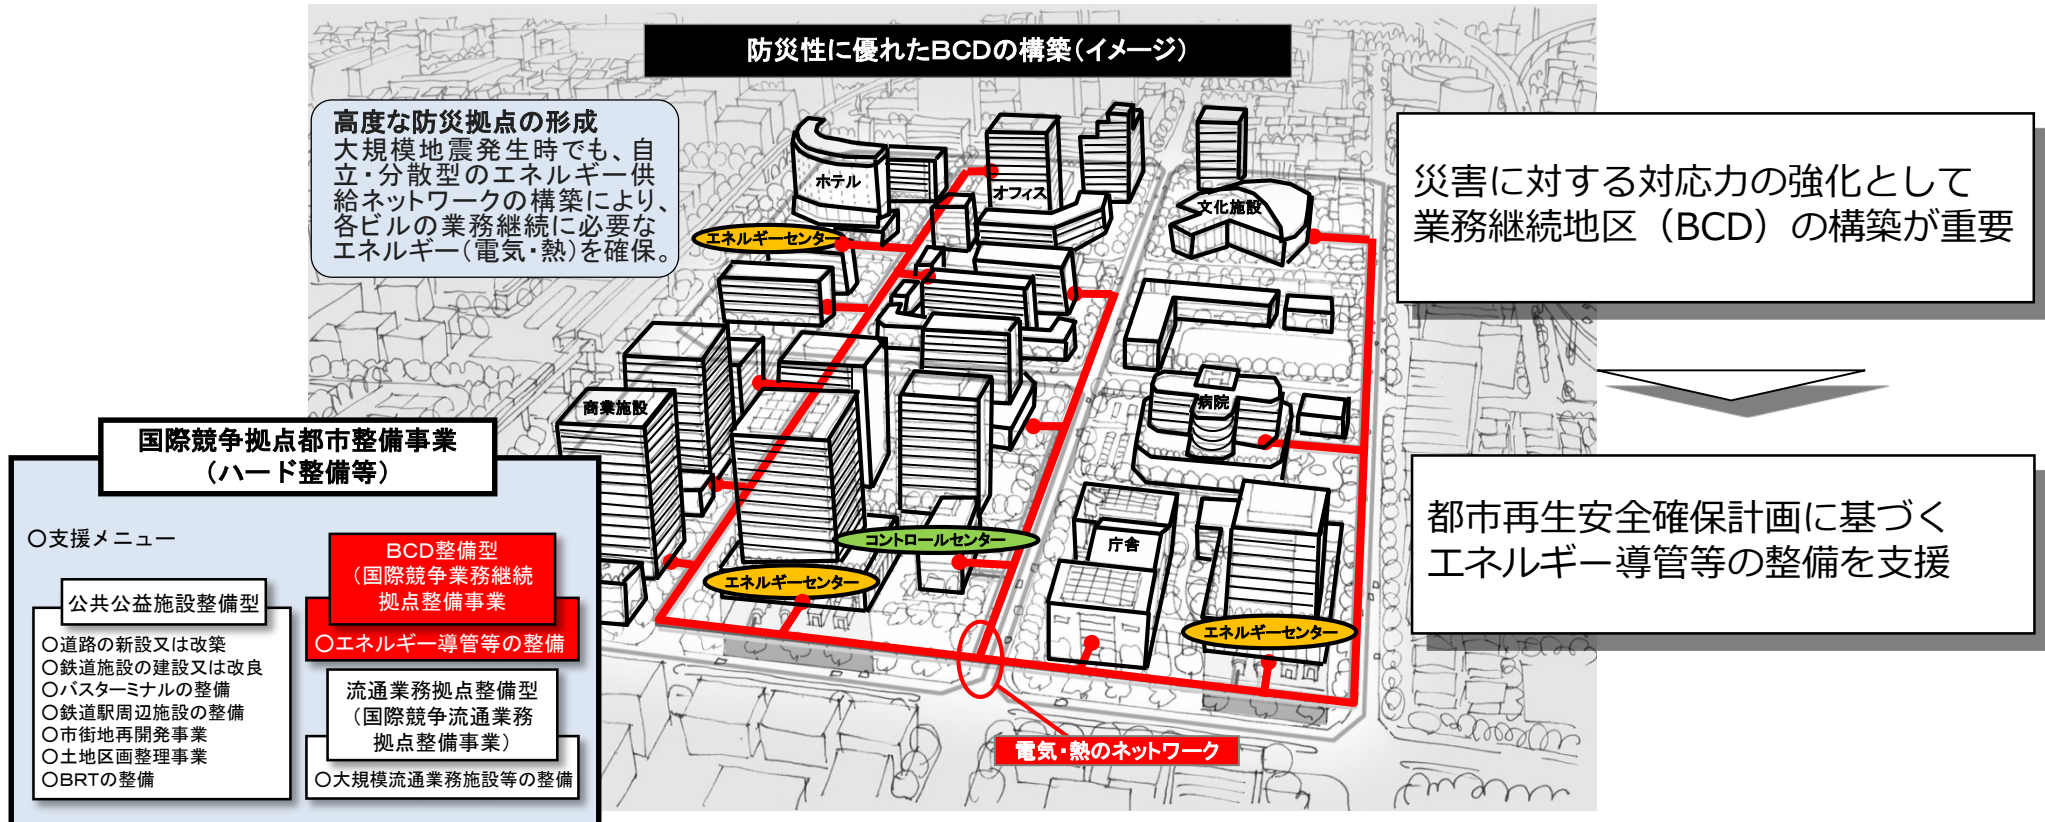 防災性に優れたBCDの構築(イメージ)
高度な防災拠点の形成
大規模地震発生時でも、自
立・分散型のエネルギー供
給ネットワークの構築により、
各ビルの業務継続に必要な
エネルギー(電気・熱)を確保。
ホテル
オフィス
文化施設
エネルギーセンター
商業施設
病院
コントロールセンター
庁舎
エネルギーセンター
エネルギーセンター
電気・熱のネットワーク
災害に対する対応力の強化として
業務継続地区（BCD）の構築が重要
都市再生安全確保計画に基づく
エネルギー導管等の整備を支援
国際競争拠点都市整備事業
（ハード整備等）
○支援メニュー
公共公益施設整備型
○道路の新設又は改築
○鉄道施設の建設又は改良
○バスターミナルの整備
○鉄道駅周辺施設の整備
○市街地再開発事業
○土地区画整理事業
○BRTの整備
BCD整備型
（国際競争業務継続
拠点整備事業
○エネルギー導管等の整備
流通業務拠点整備型
（国際競争流通業務
拠点整備事業）
○大規模流通業務施設等の整備